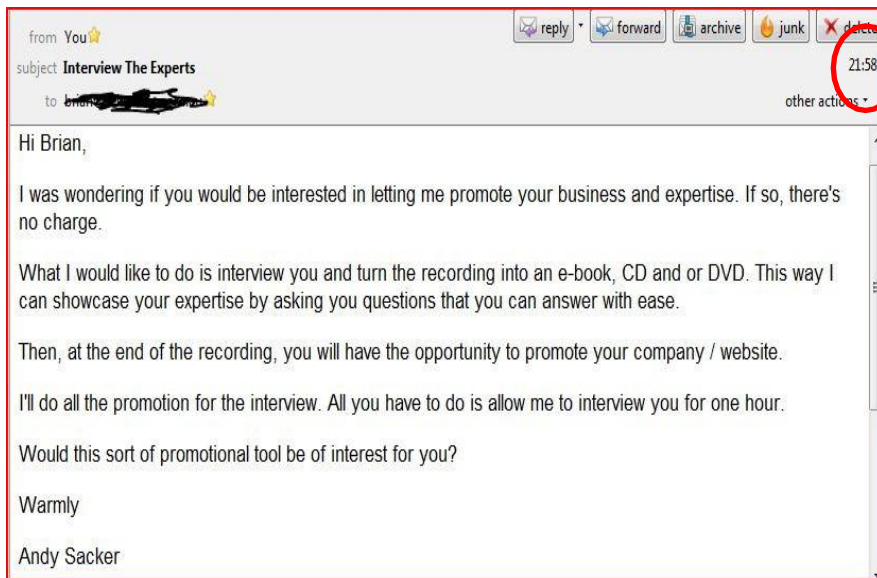 from You
reply forward archive junk delete
subject Interview The Experts
21:58
to
other actions
Hi Brian,
I was wondering if you would be interested in letting me promote your business and expertise. If so, there's
no charge.
What I would like to do is interview you and turn the recording into an e-book, CD and or DVD. This way I
can showcase your expertise by asking you questions that you can answer with ease.
Then, at the end of the recording, you will have the opportunity to promote your company / website.
I'll do all the promotion for the interview. All you have to do is allow me to interview you for one hour.
Would this sort of promotional tool be of interest for you?
Warmly
Andy Sacker